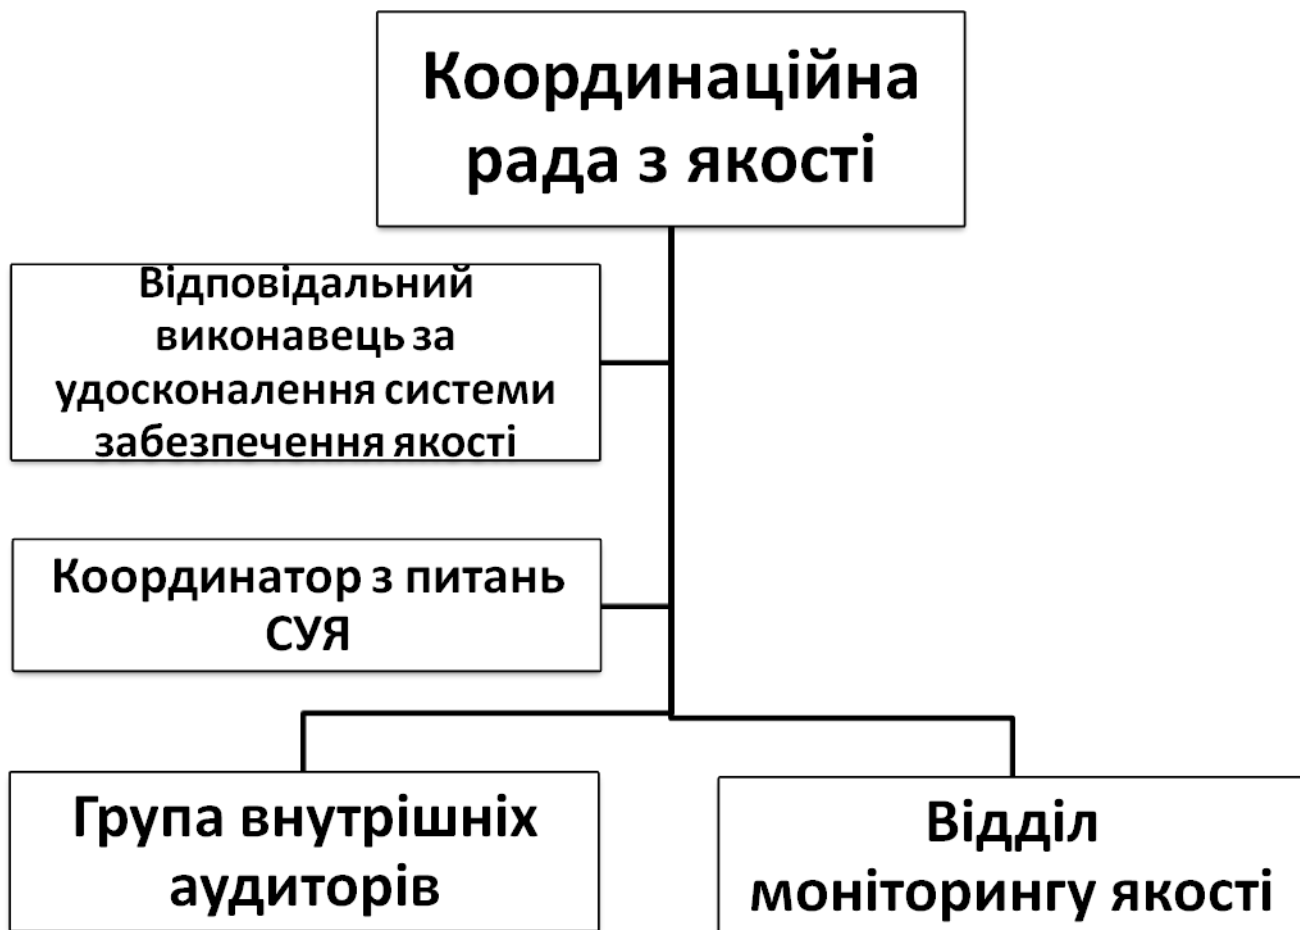 Координаційна
рада з якості
Відповідальний
виконавець за
удосконалення системи
забезпечення якості
Координатор з питань
СУЯ
Група внутрішніх
аудиторів
Відділ
моніторингу якості